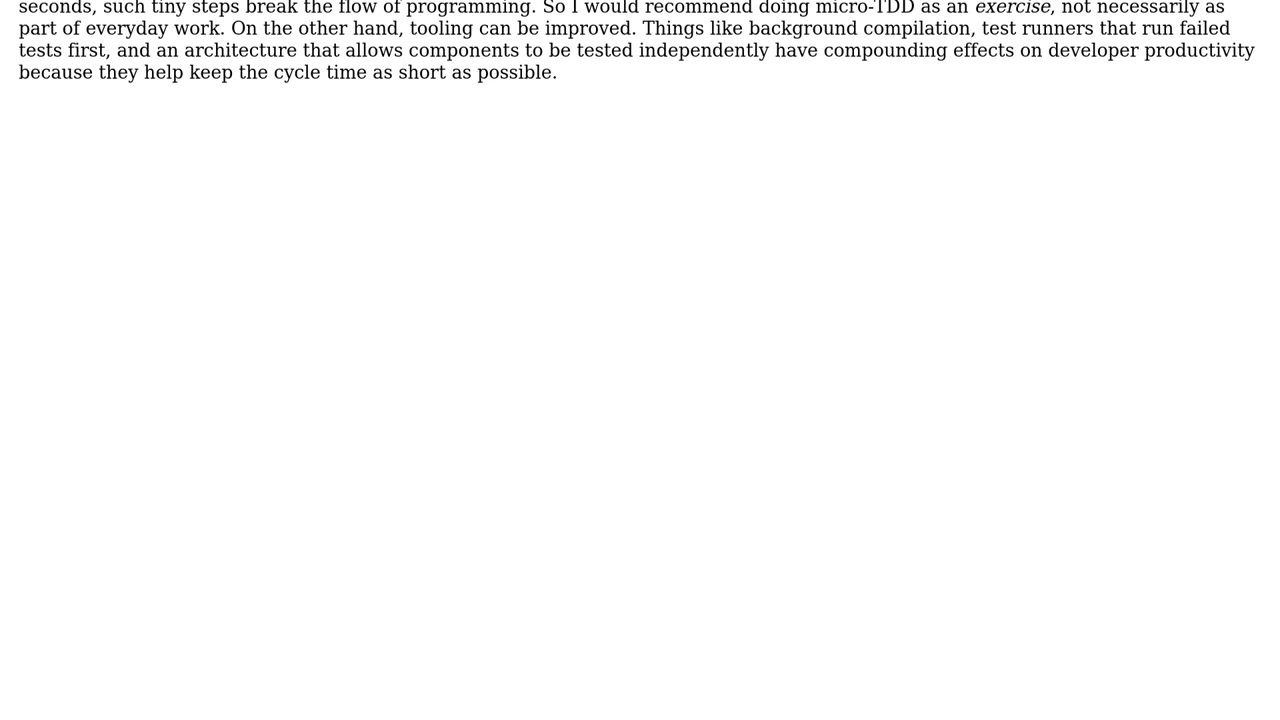 seconds, such tiny steps break the flow of programming. So I would recommend doing micro-TDD as an exercise, not necessarily as
part of everyday work. On the other hand, tooling can be improved. Things like background compilation, test runners that run failed
tests first, and an architecture that allows components to be tested independently have compounding effects on developer productivity
because they help keep the cycle time as short as possible.